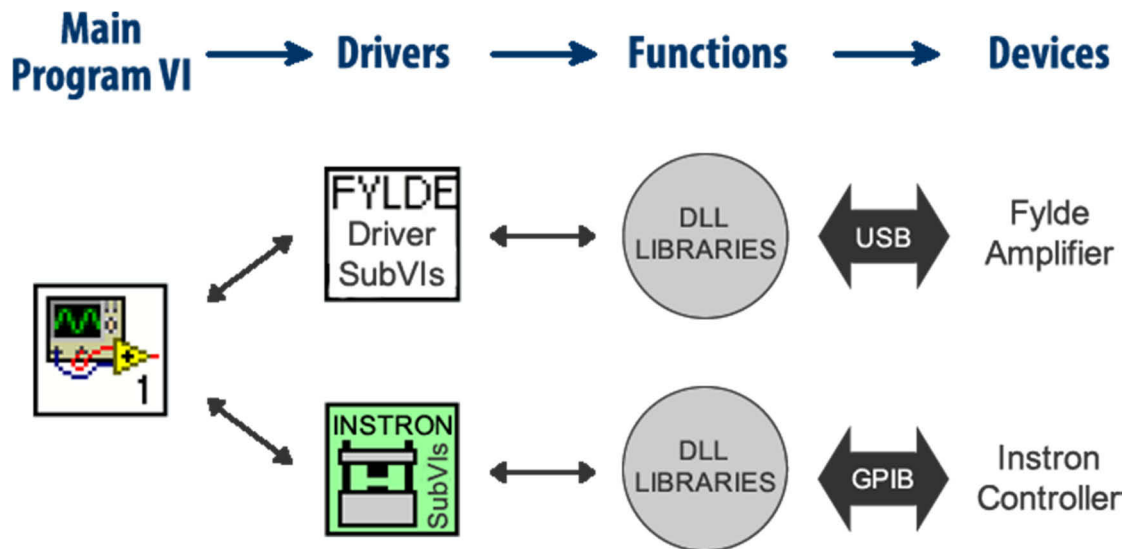 Main
Program VI
Drivers
Functions
Devices
FYLDE
Driver
SubVIs
DLL
LIBRARIES
USB
Fylde
Amplifier
1
INSTRON
SubVIs
DLL
LIBRARIES
GPIB
Instron
Controller